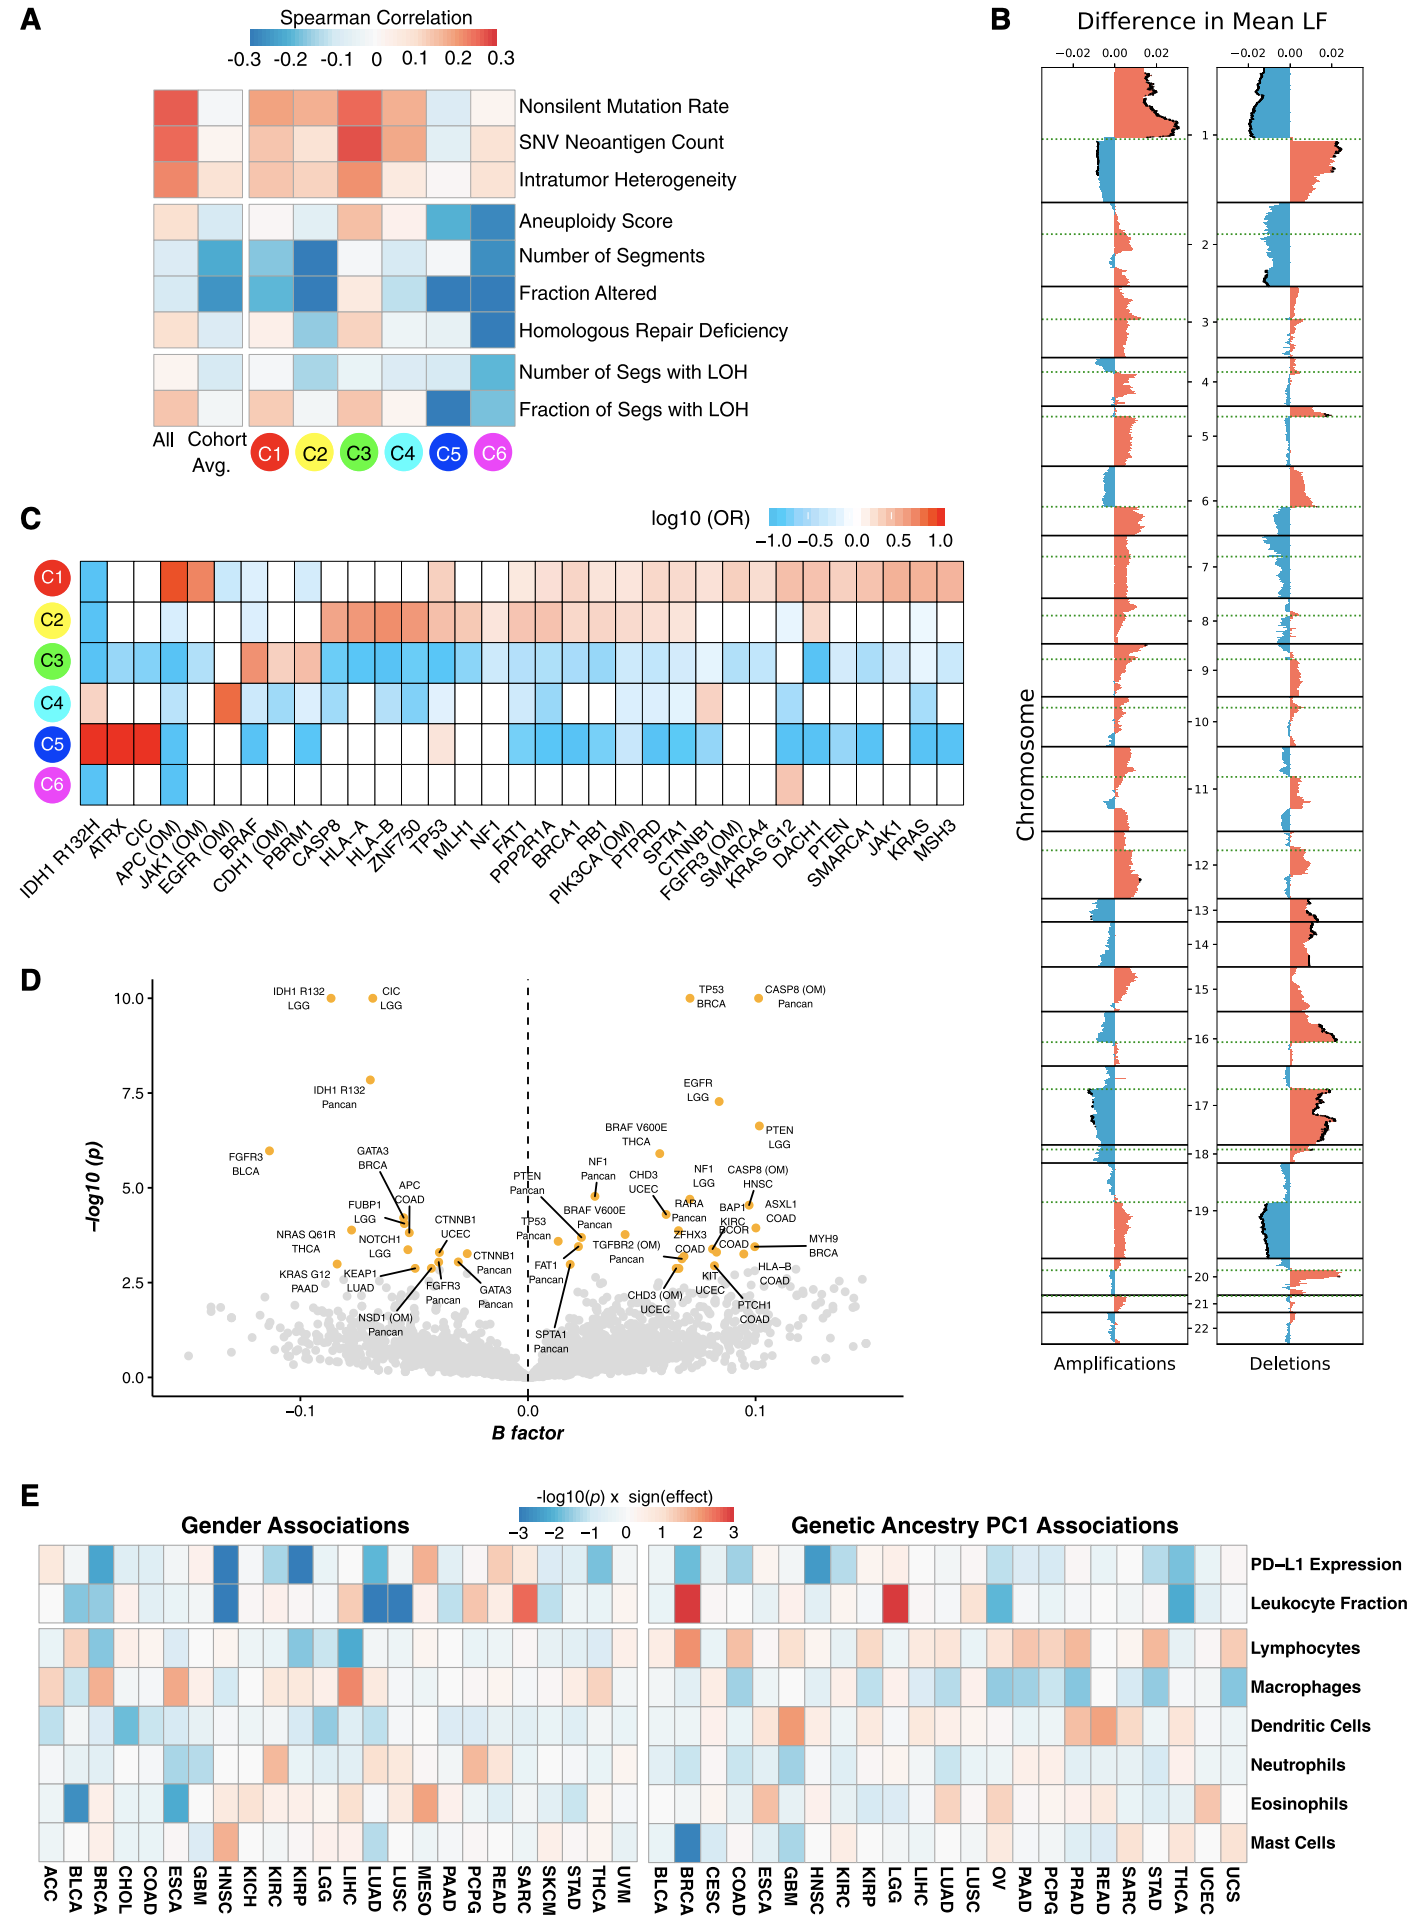 A
Spearman Correlation
-0.3 -0.2 -0.1 0 0.1 0.2 0.3
Nonsilent Mutation Rate
SNV Neoantigen Count
Intratumor Heterogeneity
Aneuploidy Score
Number of Segments
Fraction Altered
Homologous Repair Deficiency
Number of Segs with LOH
Fraction of Segs with LOH
All
Cohort
Avg.
C1 C2 C3 C4 C5 C6
B
Difference in Mean LF
−0.02 0.00 0.02 −0.02 0.00 0.02
Chromosome
1
2
3
4
5
6
7
8
9
10
11
12
13
14
15
16
17
18
19
20
21
22
Amplifications
Deletions
C
log10 (OR)
−1.0 −0.5 0.0 0.5 1.0
C1
C2
C3
C4
C5
C6
IDH1 R132H
ATRX
CIC
APC (OM)
JAK1 (OM)
EGFR (OM)
BRAF
CDH1 (OM)
PBRM1
CASP8
HLA−A
HLA−B
ZNF750
TP53
MLH1
NF1
FAT1
PPP2R1A
BRCA1
RB1
PIK3CA (OM)
PTPRD
SPTA1
CTNNB1
FGFR3 (OM)
SMARCA4
KRAS G12
DACH1
PTEN
SMARCA1
JAK1
KRAS
MSH3
D
−log10 (p)
10.0
7.5
5.0
2.5
0.0
−0.1 0.0 0.1
B factor
IDH1 R132
LGG
CIC
LGG
TP53
BRCA
CASP8 (OM)
Pancan
IDH1 R132
Pancan
EGFR
LGG
PTEN
LGG
BRAF V600E
THCA
FGFR3
BLCA
GATA3
BRCA
APC
COAD
FUBP1
LGG
NRAS Q61R
THCA
NOTCH1
LGG
CTNNB1
UCEC
KRAS G12
PAAD
KEAP1
LUAD
CTNNB1
Pancan
FGFR3
Pancan
GATA3
Pancan
NSD1 (OM)
Pancan
PTEN
Pancan
NF1
Pancan
CHD3
UCEC
NF1
LGG
CASP8 (OM)
HNSC
BRAF V600E
Pancan
RARA
Pancan
BAP1
KIRC
ASXL1
COAD
TP53
Pancan
ZFHX3
COAD
BCOR
COAD
MYH9
BRCA
TGFBR2 (OM)
Pancan
FAT1
Pancan
KIT
UCEC
HLA−B
COAD
CHD3 (OM)
UCEC
PTCH1
COAD
SPTA1
Pancan
E
-log10(p) x sign(effect)
−3 −2 −1 0 1 2 3
Gender Associations
Genetic Ancestry PC1 Associations
PD−L1 Expression
Leukocyte Fraction
Lymphocytes
Macrophages
Dendritic Cells
Neutrophils
Eosinophils
Mast Cells
ACC
BLCA
BRCA
CHOL
COAD
ESCA
GBM
HNSC
KICH
KIRC
KIRP
LGG
LIHC
LUAD
LUSC
MESO
PAAD
PCPG
READ
SARC
SKCM
STAD
THCA
UVM
BLCA
BRCA
CESC
COAD
ESCA
GBM
HNSC
KIRC
KIRP
LGG
LIHC
LUAD
LUSC
OV
PAAD
PCPG
PRAD
READ
SARC
STAD
THCA
UCEC
UCS